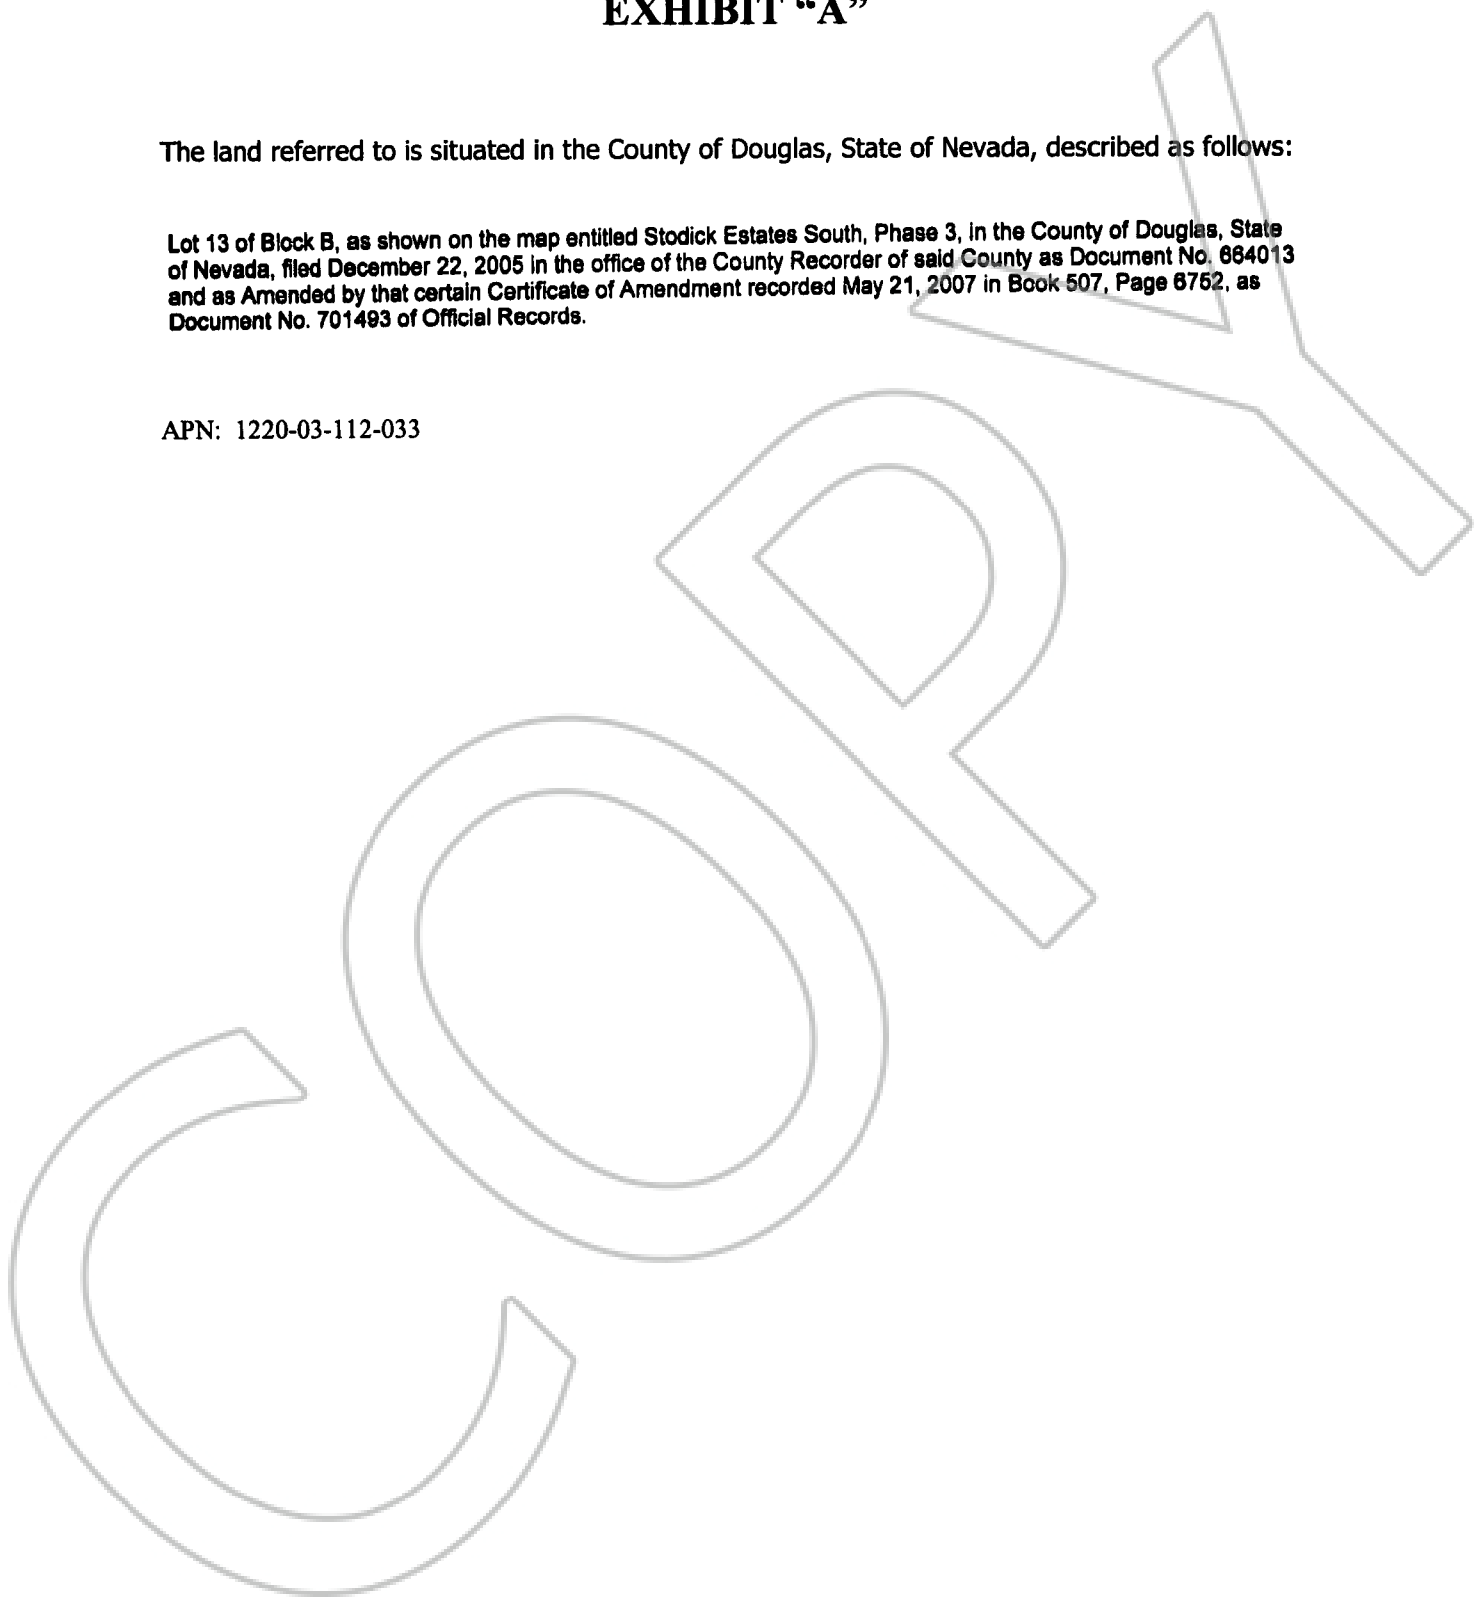 EXHIBIT “A”
The land referred to is situated in the County of Douglas, State of Nevada, described as follows:
Lot 13 of Block B, as shown on the map entitled Stodick Estates South, Phase 3, in the County of Douglas, State
of Nevada, filed December 22, 2005 in the office of the County Recorder of said County as Document No. 664013
and as Amended by that certain Certificate of Amendment recorded May 21, 2007 in Book 507, Page 6752, as
Document No. 701493 of Official Records.
APN: 1220-03-112-033
COPY